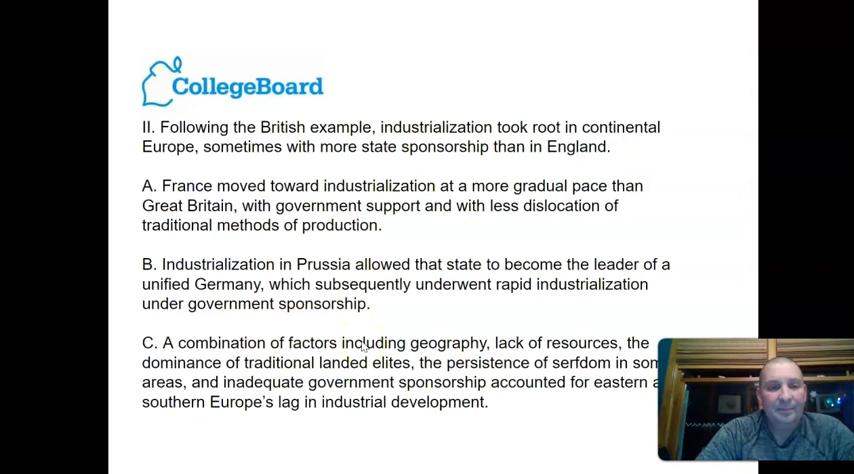 CollegeBoard
II. Following the British example, industrialization took root in continental
Europe, sometimes with more state sponsorship than in England.
A. France moved toward industrialization at a more gradual pace than
Great Britain, with government support and with less dislocation of
traditional methods of production.
B. Industrialization in Prussia allowed that state to become the leader of a
unified Germany, which subsequently underwent rapid industrialization
under government sponsorship.
C. A combination of factors including geography, lack of resources, the
dominance of traditional landed elites, the persistence of serfdom in
areas, and inadequate government sponsorship accounted for eastern
southern Europe's lag in industrial development.